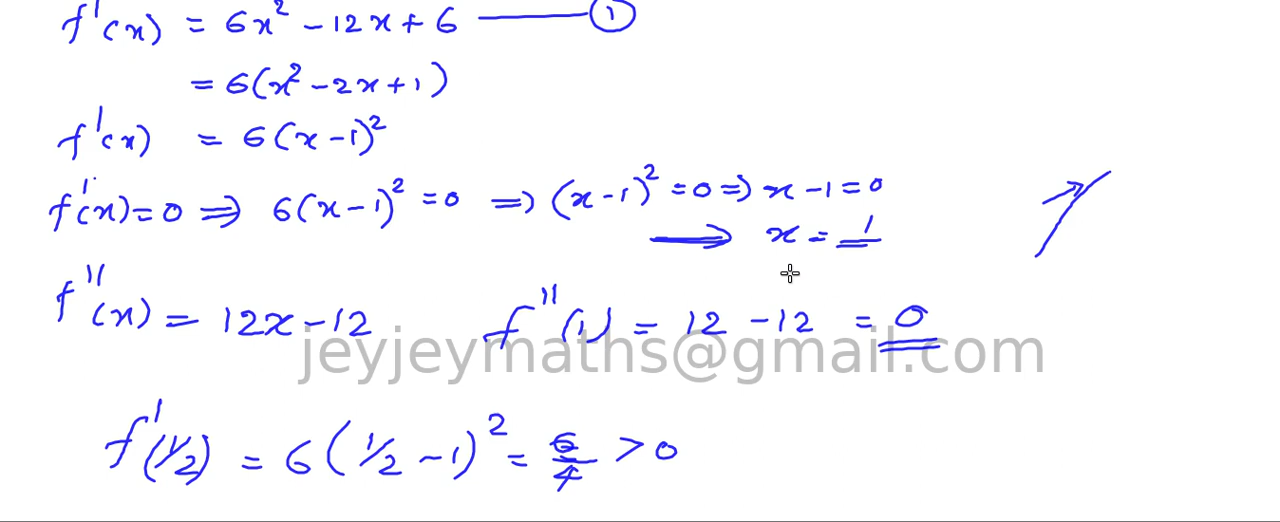 f'(x) = 6x² - 12x + 6 —— ①
= 6(x² - 2x + 1)
f'(x) = 6(x - 1)²
f'(x) = 0 ⇒ 6(x - 1)² = 0 ⇒ (x - 1)² = 0 ⇒ x - 1 = 0
⟹ x = 1
f''(x) = 12x - 12 f''(1) = 12 - 12 = 0
jeyjeymaths@gmail.com
f'(1/2) = 6(1/2 - 1)² = 6/4 > 0